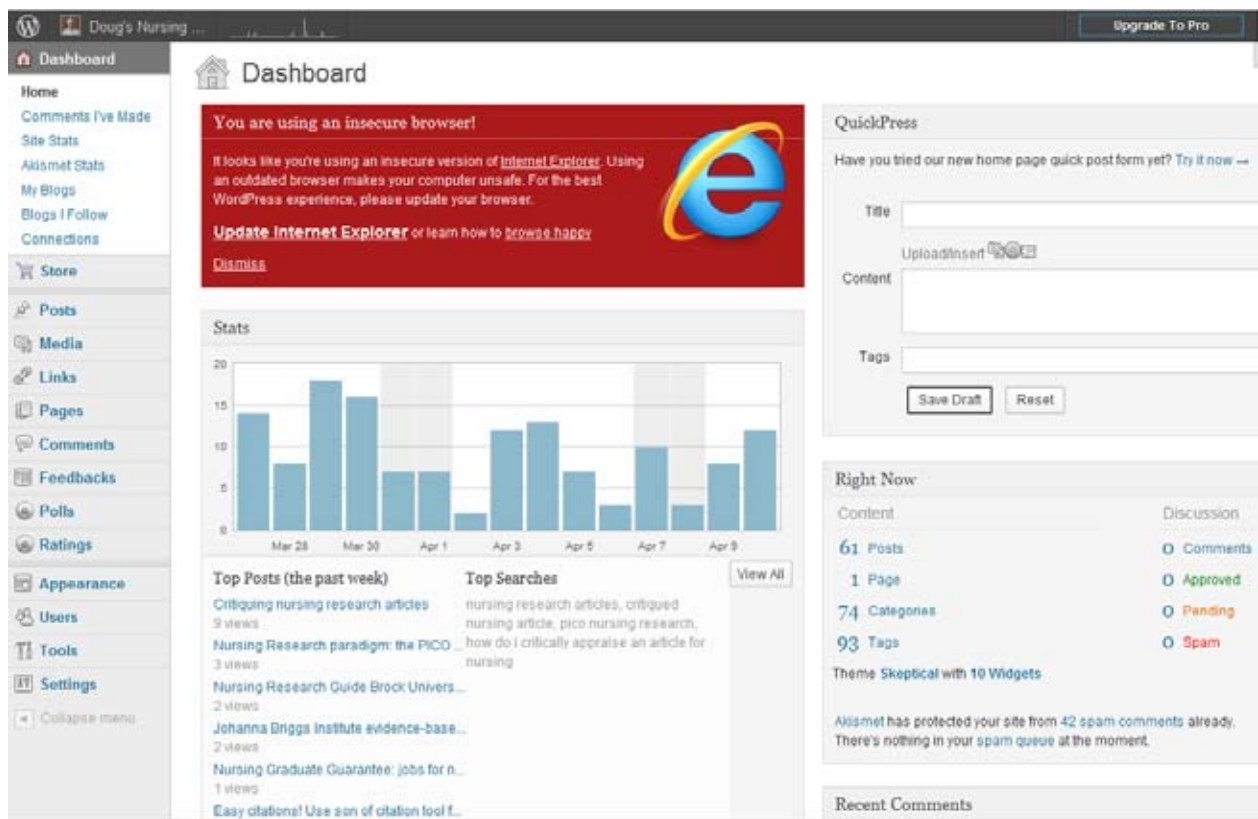 Doug's Nursing ...
Upgrade To Pro
Dashboard
Home
Comments I've Made
Site Stats
Akismet Stats
My Blogs
Blogs I Follow
Connections
Store
Posts
Media
Links
Pages
Comments
Feedbacks
Polls
Ratings
Appearance
Users
Tools
Settings
Collapse menu
Dashboard
You are using an insecure browser!
It looks like you're using an insecure version of Internet Explorer. Using
an outdated browser makes your computer unsafe. For the best
WordPress experience, please update your browser.
Update Internet Explorer or learn how to browse happy
Dismiss
Stats
20
15
10
5
0
Mar 28 Mar 30 Apr 1 Apr 3 Apr 5 Apr 7 Apr 9
Top Posts (the past week)
Critiquing nursing research articles
9 views
Nursing Research paradigm: the PICO ...
3 views
Nursing Research Guide Brock Univers...
2 views
Johanna Briggs Institute evidence-base...
2 views
Nursing Graduate Guarantee: jobs for n...
1 views
Easy citations! Use son of citation tool f...
Top Searches
nursing research articles, critiqued
nursing article, pico nursing research,
how do i critically appraise an article for
nursing
View All
QuickPress
Have you tried our new home page quick post form yet? Try it now →
Title
Upload/Insert
Content
Tags
Save Draft Reset
Right Now
Content Discussion
61 Posts 0 Comments
1 Page 0 Approved
74 Categories 0 Pending
93 Tags 0 Spam
Theme Skeptical with 10 Widgets
Akismet has protected your site from 42 spam comments already.
There's nothing in your spam queue at the moment.
Recent Comments